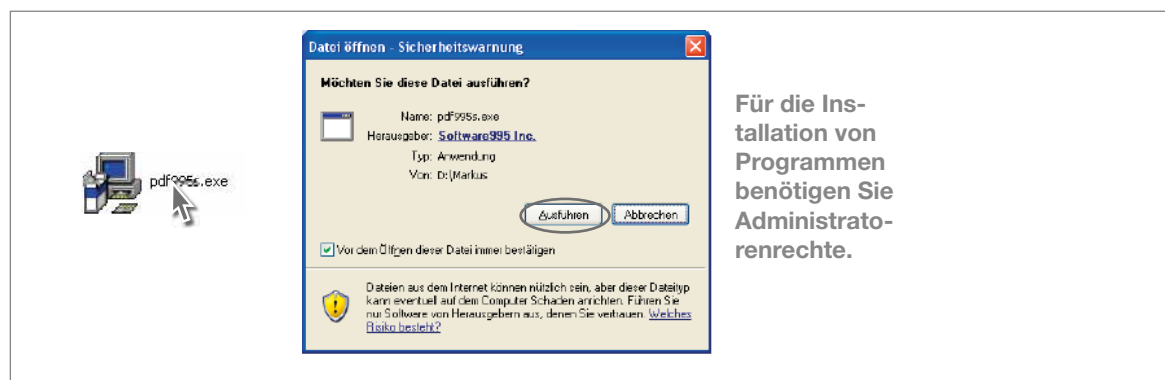 pdf995s.exe
Datei öffnen - Sicherheitswarnung
Möchten Sie diese Datei ausführen?
Name: pdf995s.exe
Herausgeber: Software995 Inc.
Typ: Anwendung
Von: D:\Markus
Ausführen
Abbrechen
Vor dem Öffnen dieser Datei immer bestätigen
Dateien aus dem Internet können nützlich sein, aber dieser Dateityp
kann eventuell auf dem Computer Schaden anrichten. Führen Sie
nur Software von Herausgebern aus, denen Sie vertrauen. Welches
Risiko besteht?
Für die Ins-
tallation von
Programmen
benötigen Sie
Administrato-
renrechte.